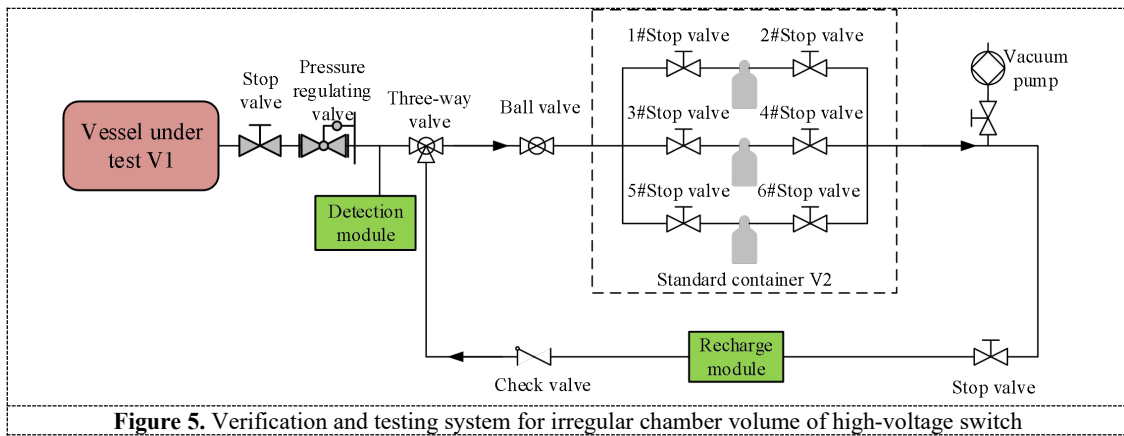 1#Stop valve
2#Stop valve
Vacuum
pump
Stop
valve
Pressure
regulating
valve
Three-way
valve
Ball valve
3#Stop valve
4#Stop valve
Vessel under
test V1
5#Stop valve
6#Stop valve
Detection
module
Standard container V2
Recharge
module
Check valve
Stop valve
Figure 5. Verification and testing system for irregular chamber volume of high-voltage switch